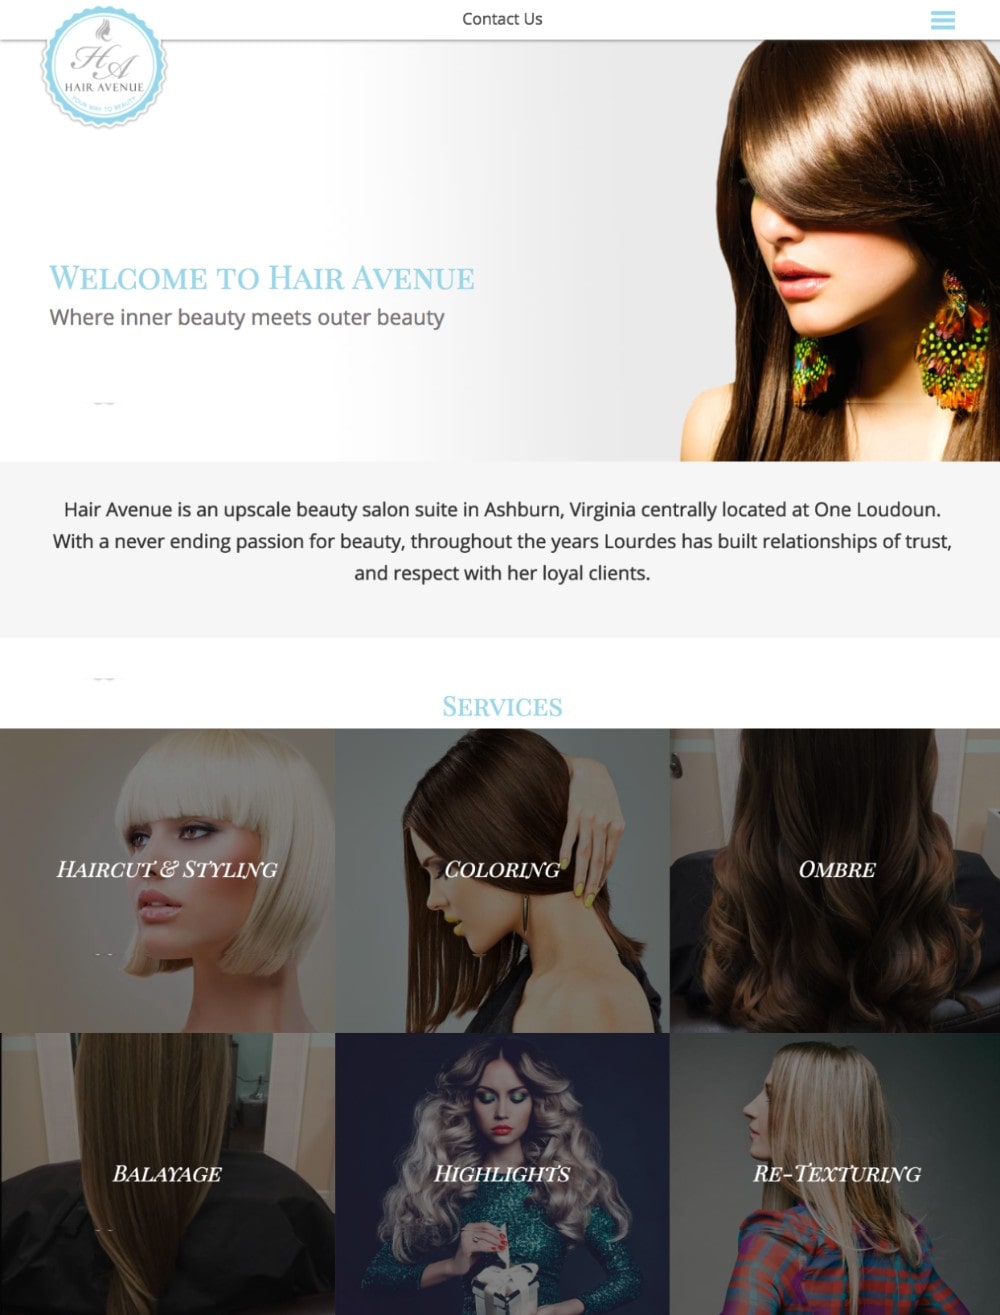 Contact Us
HA
HAIR AVENUE
YOUR WAY TO BEAUTY
Welcome to Hair Avenue
Where inner beauty meets outer beauty
Hair Avenue is an upscale beauty salon suite in Ashburn, Virginia centrally located at One Loudoun.
With a never ending passion for beauty, throughout the years Lourdes has built relationships of trust,
and respect with her loyal clients.
Services
Haircut & Styling
Coloring
Ombre
Balayage
Highlights
Re-Texturing